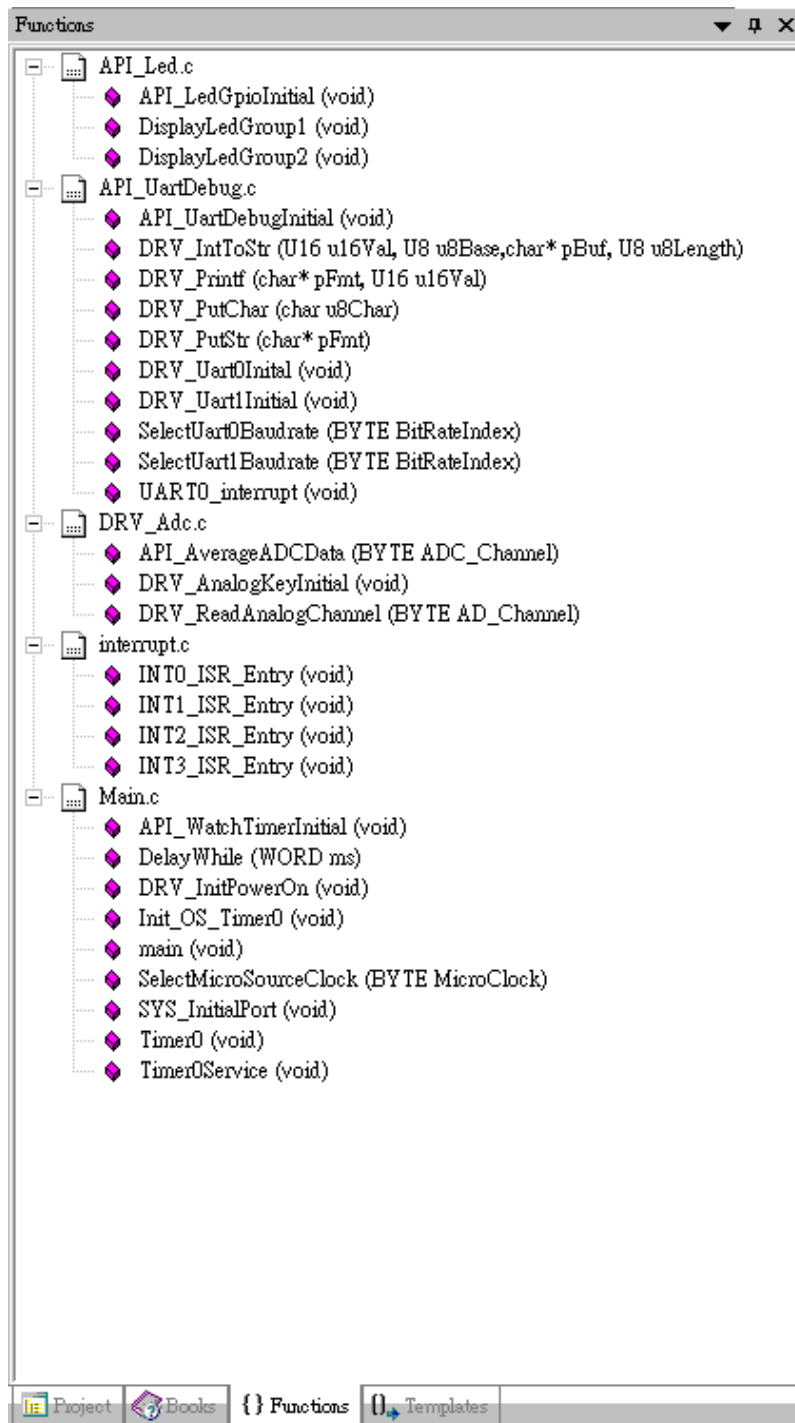 Functions
API_Led.c
API_LedGpioInitial (void)
DisplayLedGroup1 (void)
DisplayLedGroup2 (void)
API_UartDebug.c
API_UartDebugInitial (void)
DRV_IntToStr (U16 u16Val, U8 u8Base,char* pBuf, U8 u8Length)
DRV_Printf (char* pFmt, U16 u16Val)
DRV_PutChar (char u8Char)
DRV_PutStr (char* pFmt)
DRV_Uart0Inital (void)
DRV_Uart1Initial (void)
SelectUart0Baudrate (BYTE BitRateIndex)
SelectUart1Baudrate (BYTE BitRateIndex)
UART0_interrupt (void)
DRV_Adc.c
API_AverageADCData (BYTE ADC_Channel)
DRV_AnalogKeyInitial (void)
DRV_ReadAnalogChannel (BYTE AD_Channel)
interrupt.c
INT0_ISR_Entry (void)
INT1_ISR_Entry (void)
INT2_ISR_Entry (void)
INT3_ISR_Entry (void)
Main.c
API_WatchTimerInitial (void)
DelayWhile (WORD ms)
DRV_InitPowerOn (void)
Init_OS_Timer0 (void)
main (void)
SelectMicroSourceClock (BYTE MicroClock)
SYS_InitialPort (void)
Timer0 (void)
Timer0Service (void)
Project Books {} Functions 0 Templates